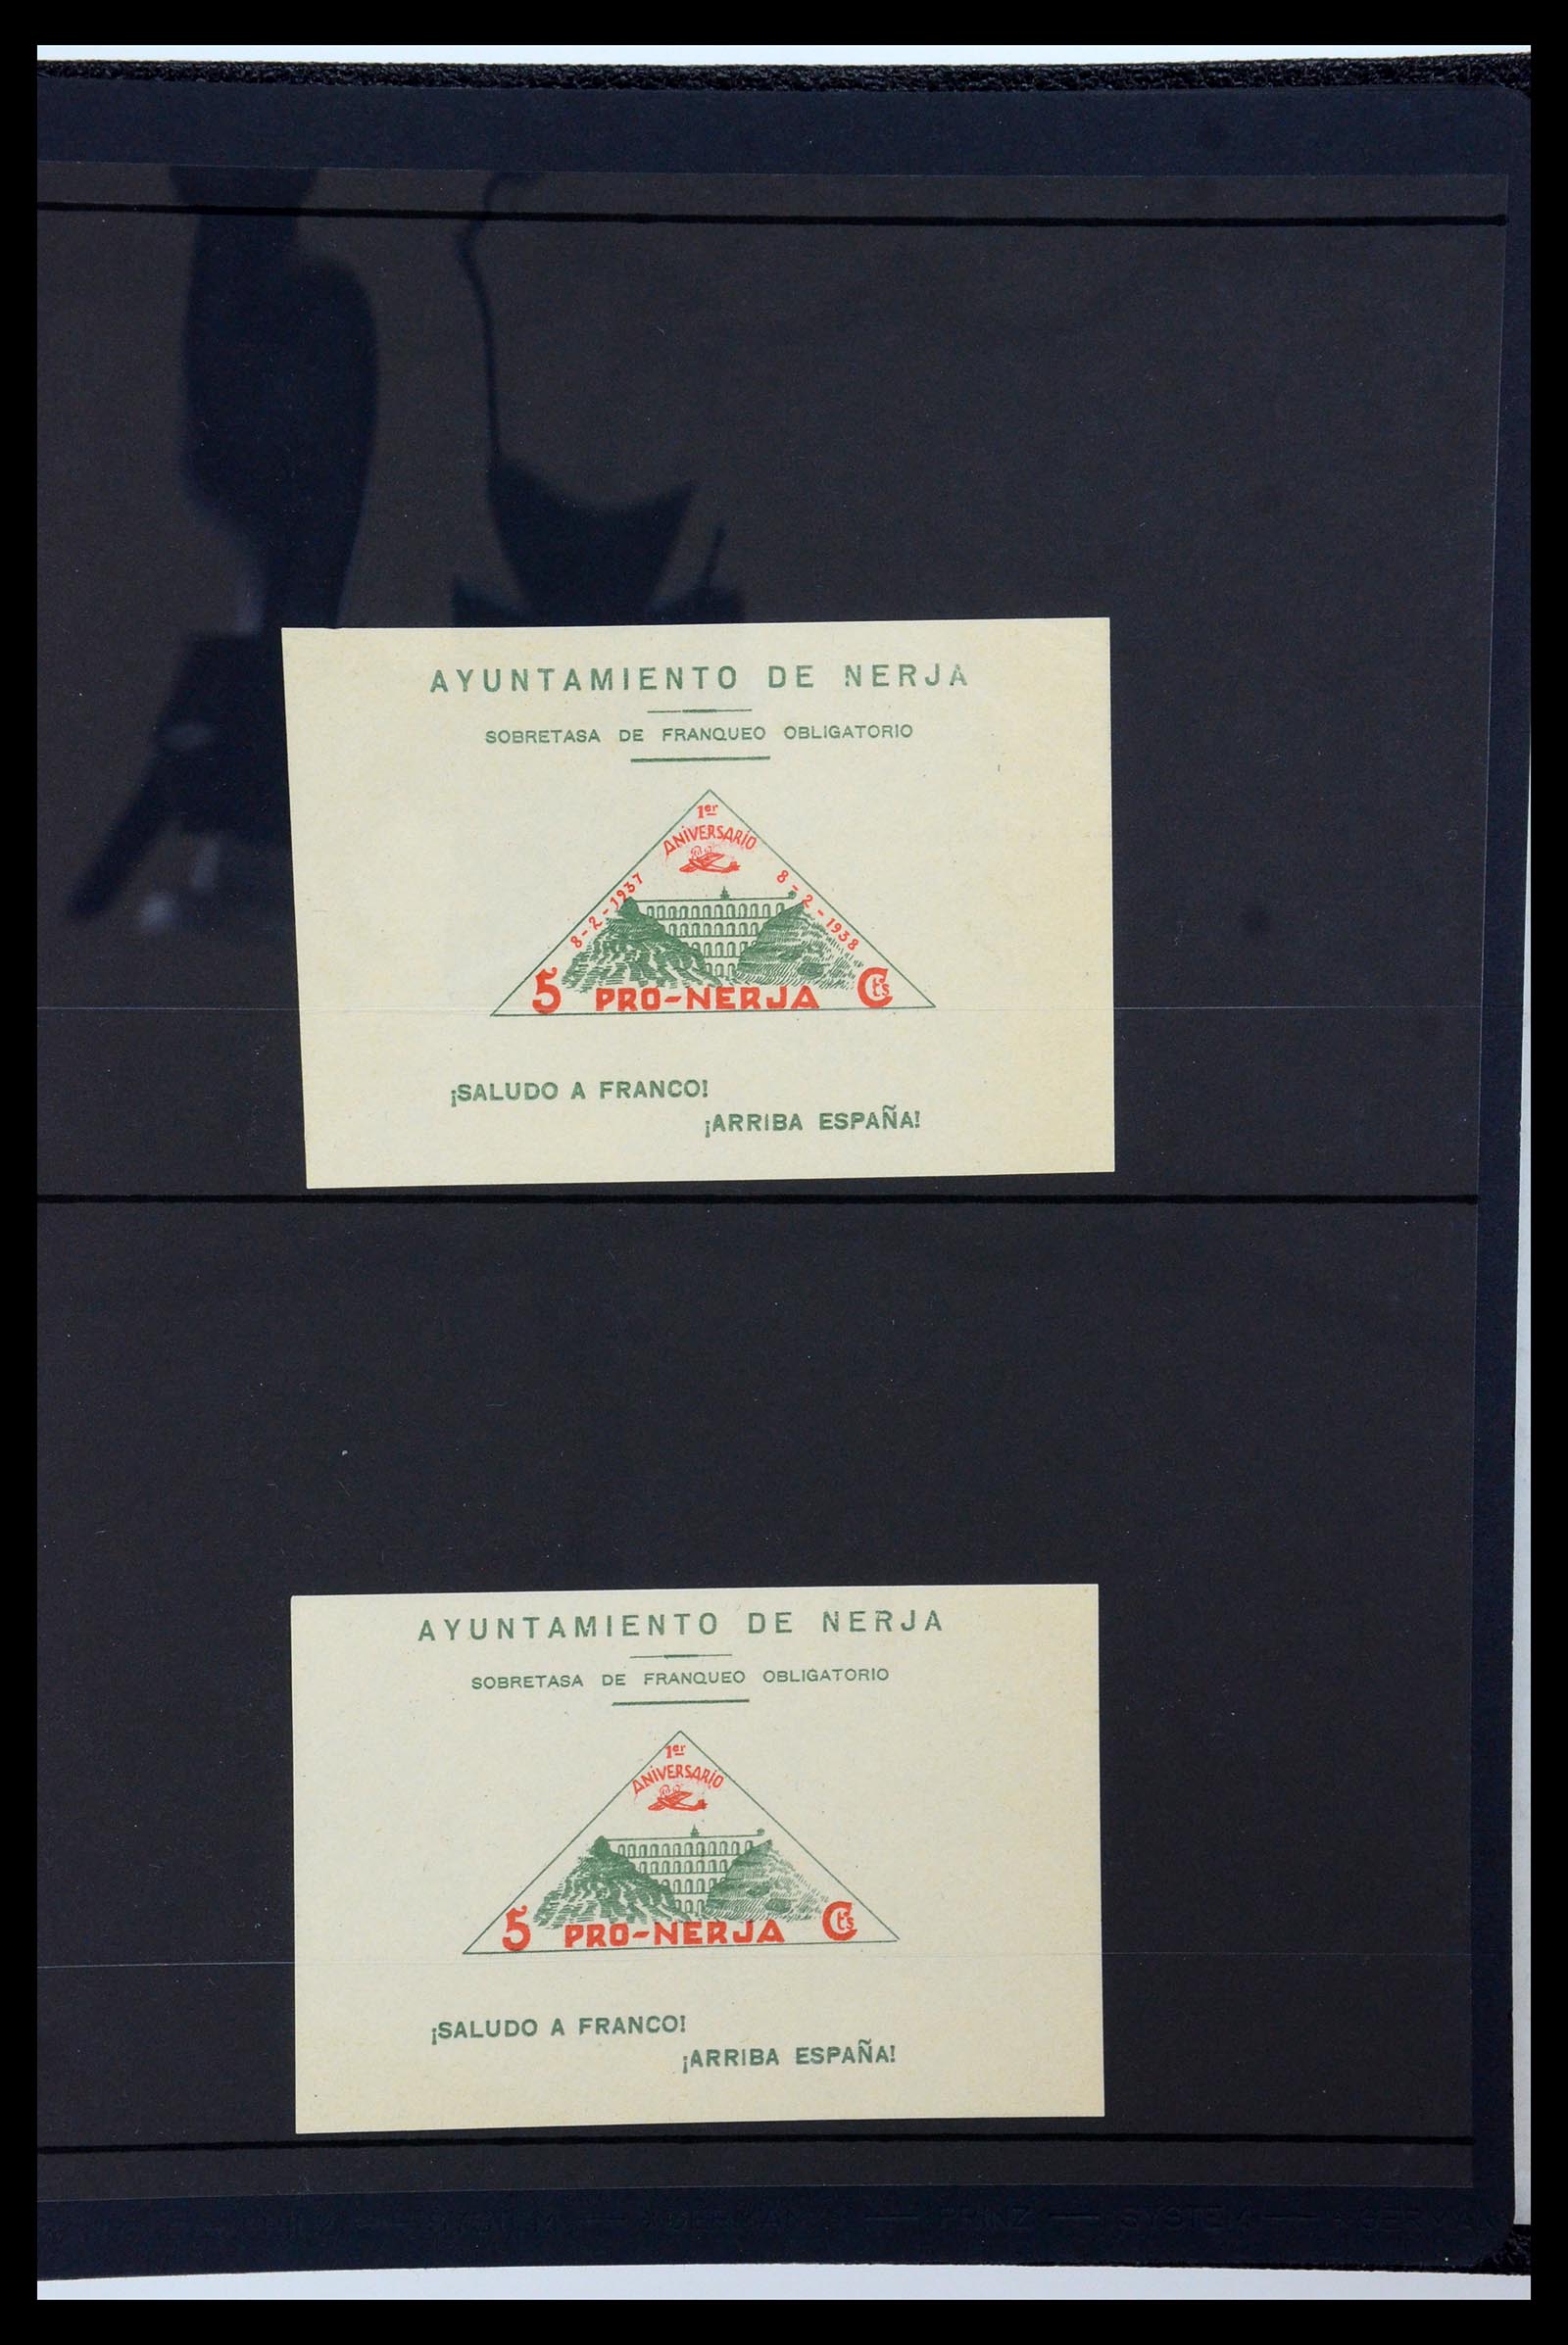 AYUNTAMIENTO DE NERJA
SOBRETASA DE FRANQUEO OBLIGATORIO
1er
ANIVERSARIO
8-2-1937
8-2-1938
5 PRO-NERJA Cts
¡SALUDO A FRANCO!
¡ARRIBA ESPAÑA!
AYUNTAMIENTO DE NERJA
SOBRETASA DE FRANQUEO OBLIGATORIO
1er
ANIVERSARIO
5 PRO-NERJA Cts
¡SALUDO A FRANCO!
¡ARRIBA ESPAÑA!
PRINZ — SYSTEM